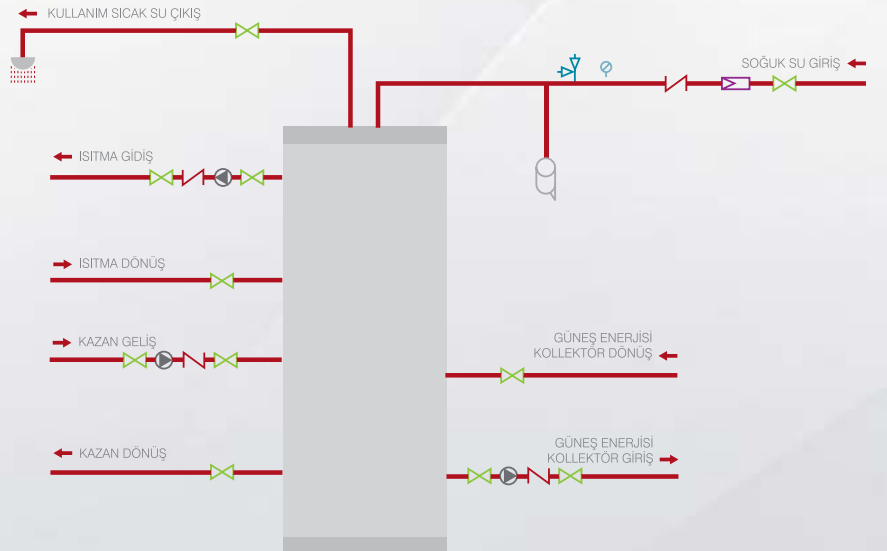 KULLANIM SICAK SU ÇIKIŞ
SOĞUK SU GİRİŞ
ISITMA GİDİŞ
ISITMA DÖNÜŞ
KAZAN GELİŞ
GÜNEŞ ENERJİSİ
KOLLEKTÖR DÖNÜŞ
KAZAN DÖNÜŞ
GÜNEŞ ENERJİSİ
KOLLEKTÖR GİRİŞ